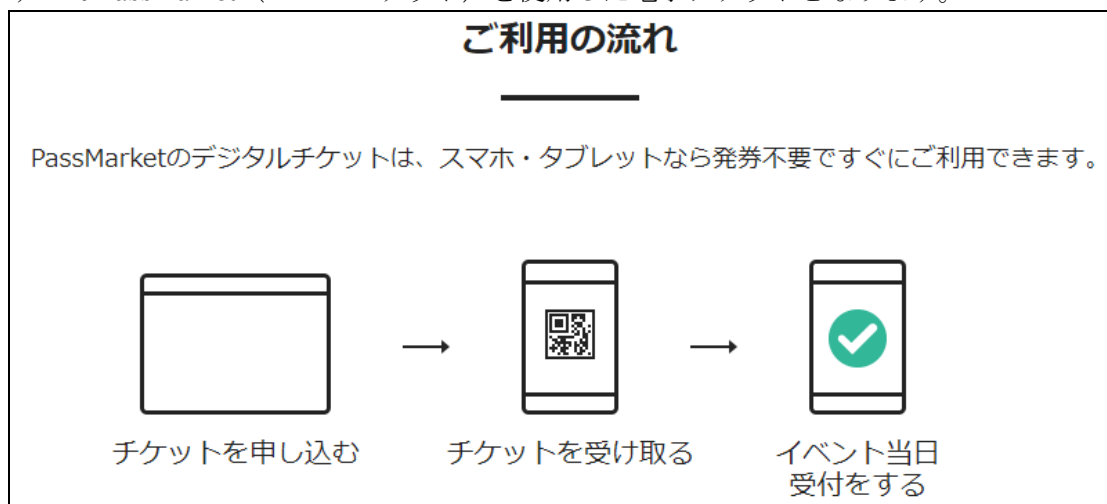 ご利用の流れ
PassMarketのデジタルチケットは、スマホ・タブレットなら発券不要ですぐにご利用できます。
チケットを申し込む
チケットを受け取る
イベント当日
受付をする